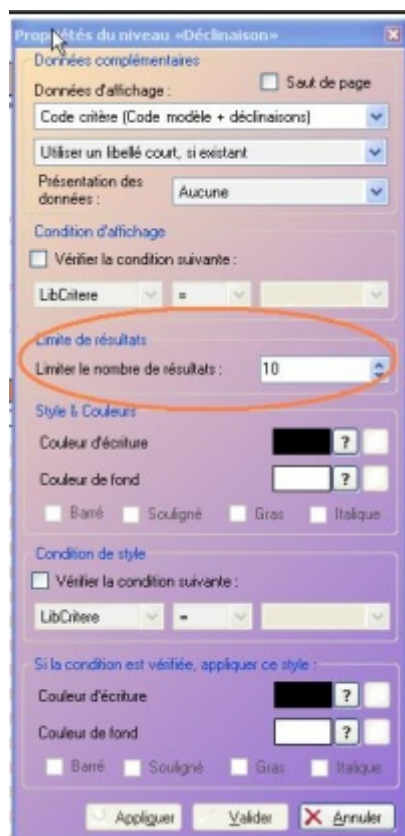 Propriétés du niveau «Déclinaison»
Données complémentaires
Données d'affichage :
Saut de page
Code critère (Code modèle + déclinaisons)
Utiliser un libellé court, si existant
Présentation des données :
Aucune
Condition d'affichage
Vérifier la condition suivante :
LibCritere =
Limite de résultats
Limiter le nombre de résultats : 10
Style & Couleurs
Couleur d'écriture ?
Couleur de fond ?
Barré Souligné Gras Italique
Condition de style
Vérifier la condition suivante :
LibCritere =
Si la condition est vérifiée, appliquer ce style :
Couleur d'écriture ?
Couleur de fond ?
Barré Souligné Gras Italique
Appliquer Valider Annuler